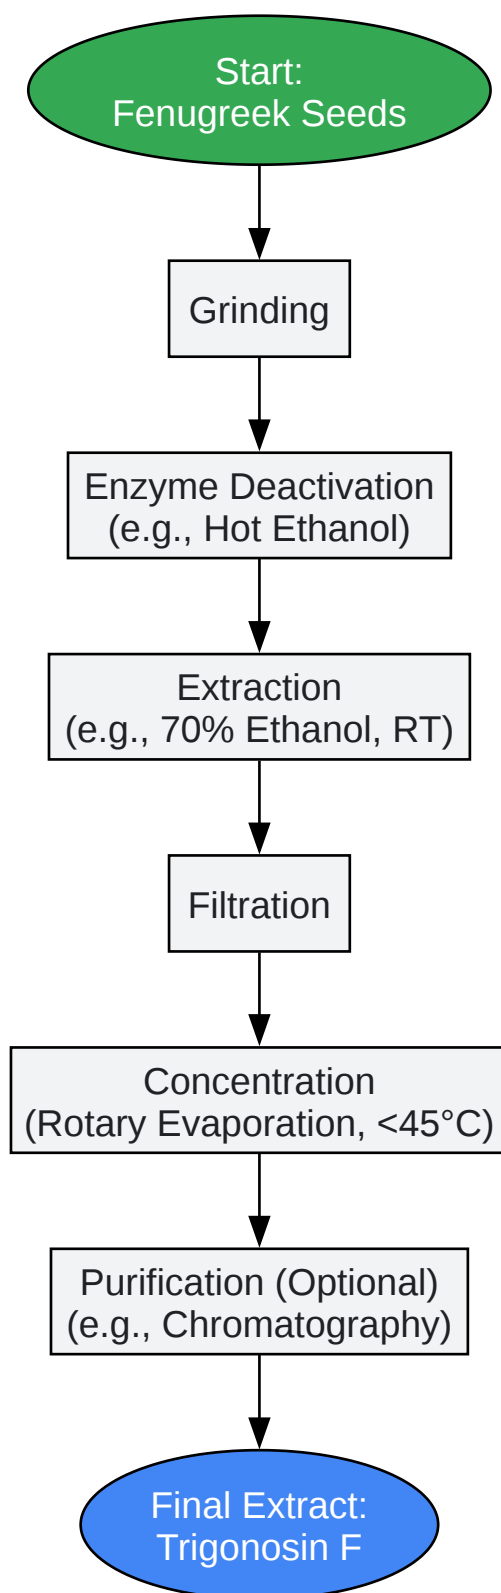 Start:
Fenugreek Seeds
Grinding
Enzyme Deactivation
(e.g., Hot Ethanol)
Extraction
(e.g., 70% Ethanol, RT)
Filtration
Concentration
(Rotary Evaporation, <45°C)
Purification (Optional)
(e.g., Chromatography)
Final Extract:
Trigonosin F